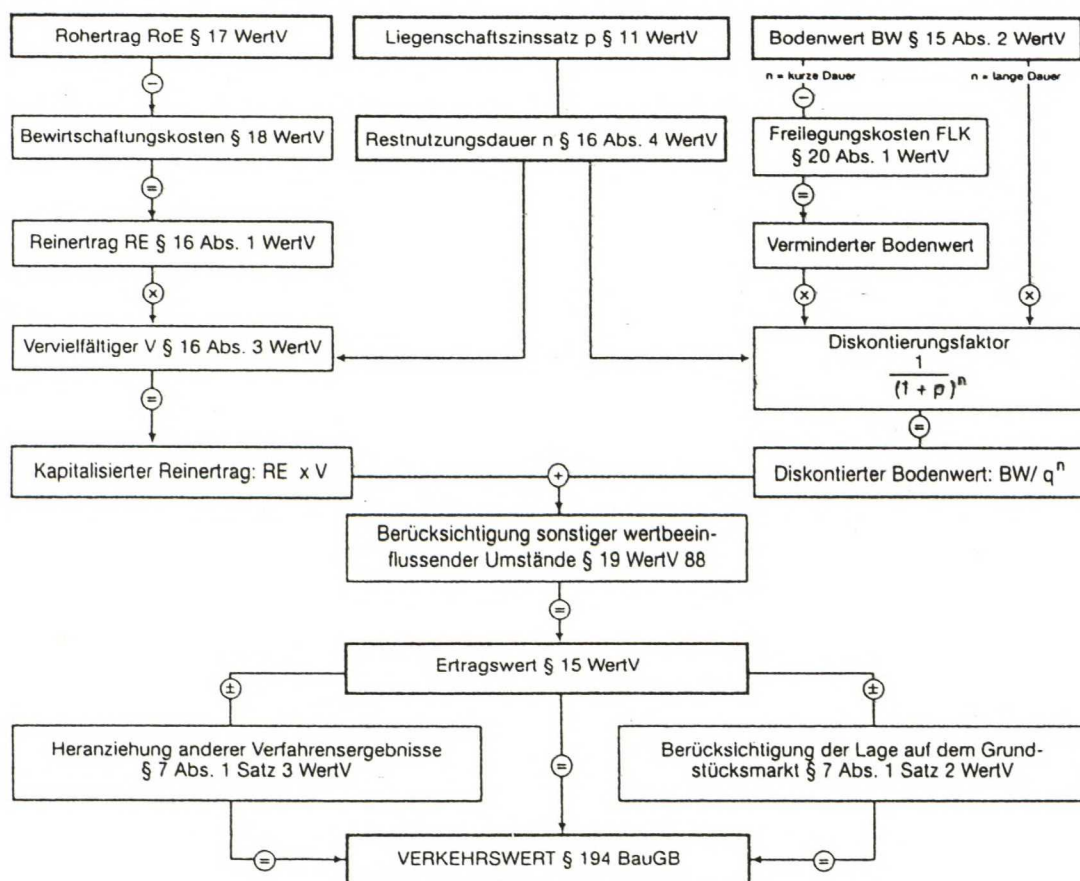 Rohertrag RoE § 17 WertV
Liegenschaftszinssatz p § 11 WertV
Bodenwert BW § 15 Abs. 2 WertV
n = kurze Dauer
n = lange Dauer
−
−
Bewirtschaftungskosten § 18 WertV
Restnutzungsdauer n § 16 Abs. 4 WertV
Freilegungskosten FLK
§ 20 Abs. 1 WertV
=
=
Reinertrag RE § 16 Abs. 1 WertV
Verminderter Bodenwert
×
×
×
Vervielfältiger V § 16 Abs. 3 WertV
Diskontierungsfaktor
1
(1 + p)ⁿ
=
=
Kapitalisierter Reinertrag: RE x V
+
Diskontierter Bodenwert: BW/ qⁿ
Berücksichtigung sonstiger wertbeein-
flussender Umstände § 19 WertV 88
=
Ertragswert § 15 WertV
±
±
Heranziehung anderer Verfahrensergebnisse
§ 7 Abs. 1 Satz 3 WertV
=
Berücksichtigung der Lage auf dem Grund-
stücksmarkt § 7 Abs. 1 Satz 2 WertV
=
VERKEHRSWERT § 194 BauGB
=